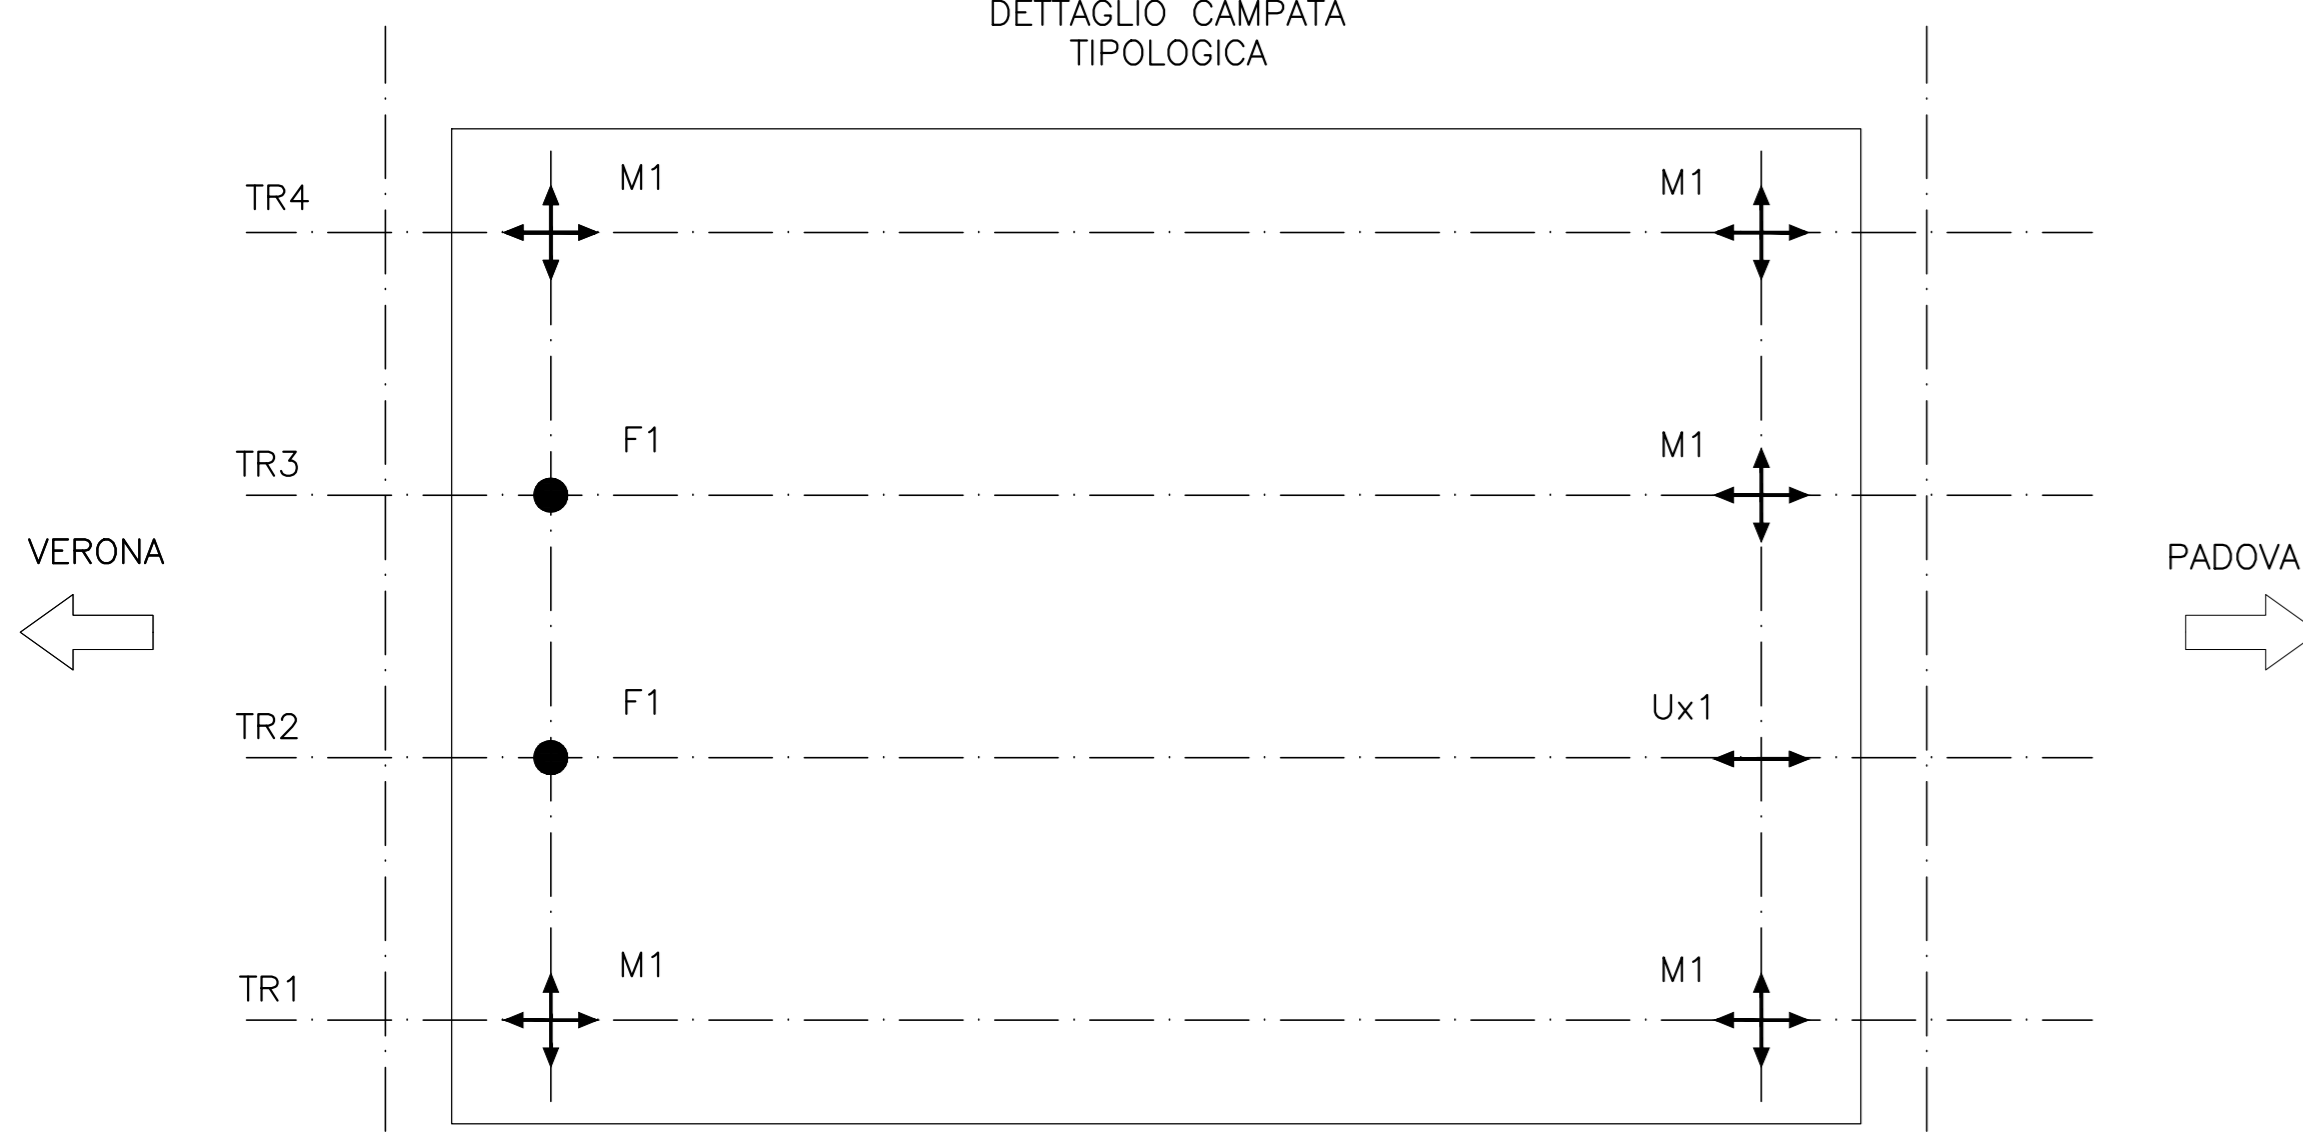 DETTAGLIO CAMPATA
TIPOLOGICA
TR4
M1
M1
TR3
F1
M1
VERONA
PADOVA
TR2
F1
Ux1
TR1
M1
M1